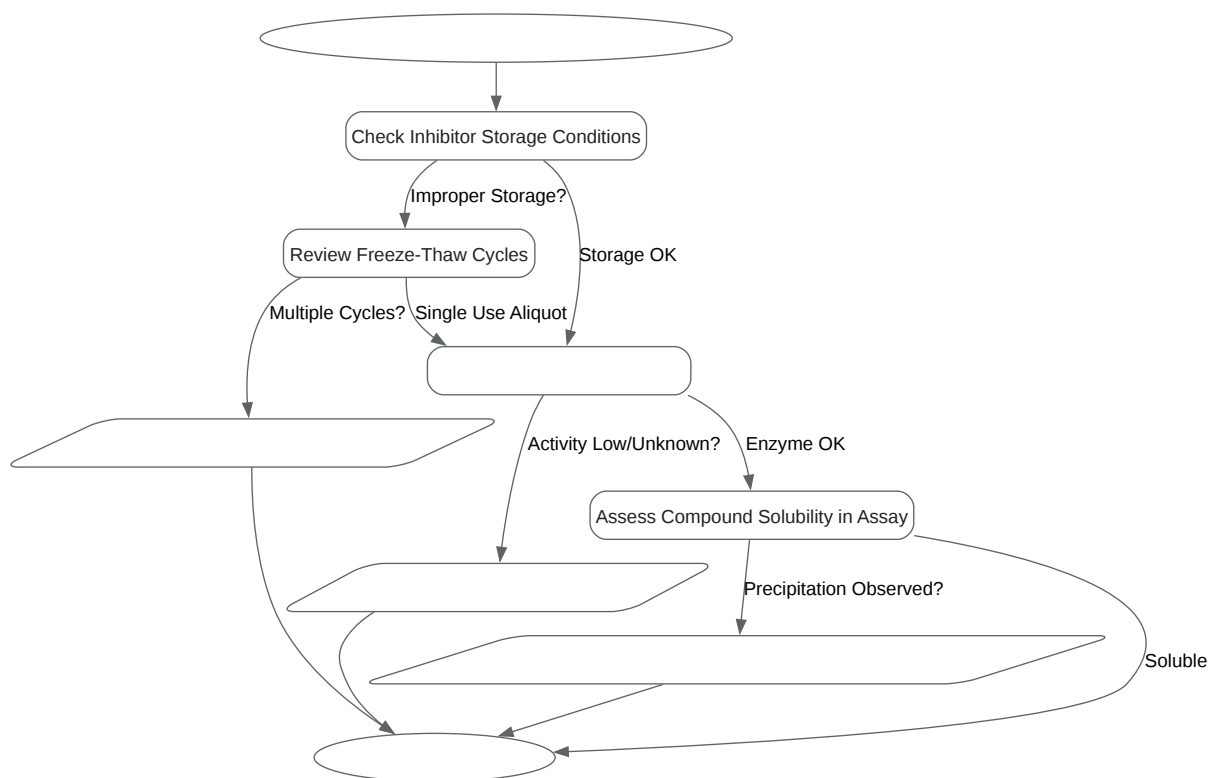 Check Inhibitor Storage Conditions
Improper Storage?
Review Freeze-Thaw Cycles
Storage OK
Multiple Cycles?
Single Use Aliquot
Activity Low/Unknown?
Enzyme OK
Assess Compound Solubility in Assay
Precipitation Observed?
Soluble